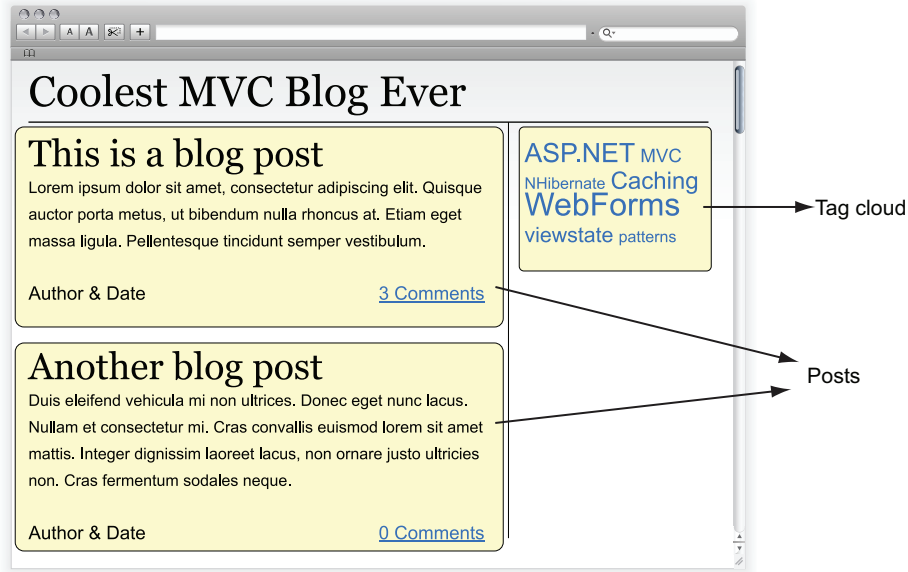 A A
Coolest MVC Blog Ever
This is a blog post
Lorem ipsum dolor sit amet, consectetur adipiscing elit. Quisque
auctor porta metus, ut bibendum nulla rhoncus at. Etiam eget
massa ligula. Pellentesque tincidunt semper vestibulum.
Author & Date
3 Comments
Another blog post
Duis eleifend vehicula mi non ultrices. Donec eget nunc lacus.
Nullam et consectetur mi. Cras convallis euismod lorem sit amet
mattis. Integer dignissim laoreet lacus, non ornare justo ultricies
non. Cras fermentum sodales neque.
Author & Date
0 Comments
ASP.NET MVC
NHibernate Caching
WebForms
viewstate patterns
Tag cloud
Posts